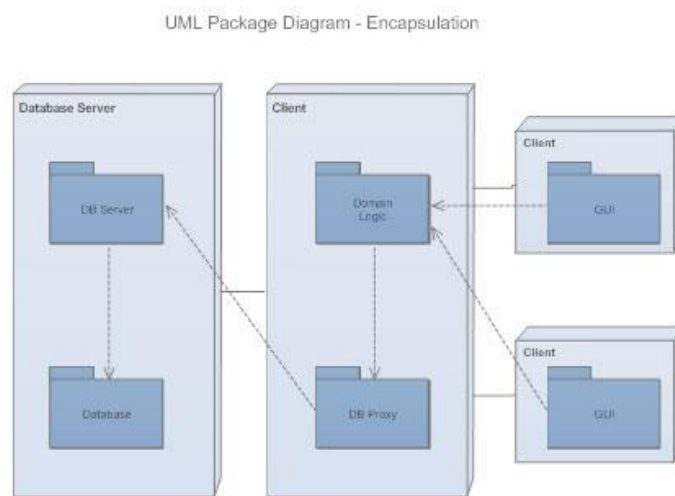 UML Package Diagram - Encapsulation
Database Server
Client
Client
DB Server
Domain
Logic
GUI
Client
Database
DB Proxy
GUI